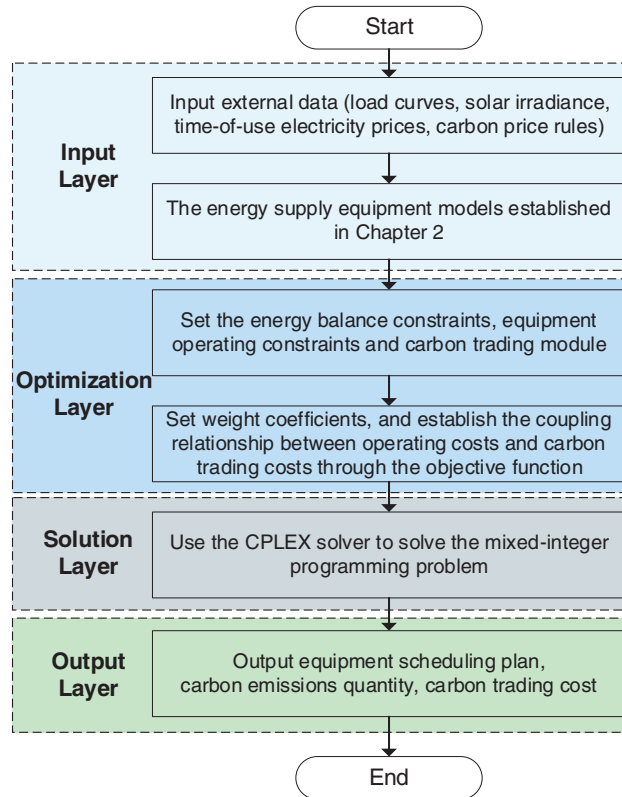 Start
Input
Layer
Input external data (load curves, solar irradiance,
time-of-use electricity prices, carbon price rules)
The energy supply equipment models established
in Chapter 2
Optimization
Layer
Set the energy balance constraints, equipment
operating constraints and carbon trading module
Set weight coefficients, and establish the coupling
relationship between operating costs and carbon
trading costs through the objective function
Solution
Layer
Use the CPLEX solver to solve the mixed-integer
programming problem
Output
Layer
Output equipment scheduling plan,
carbon emissions quantity, carbon trading cost
End